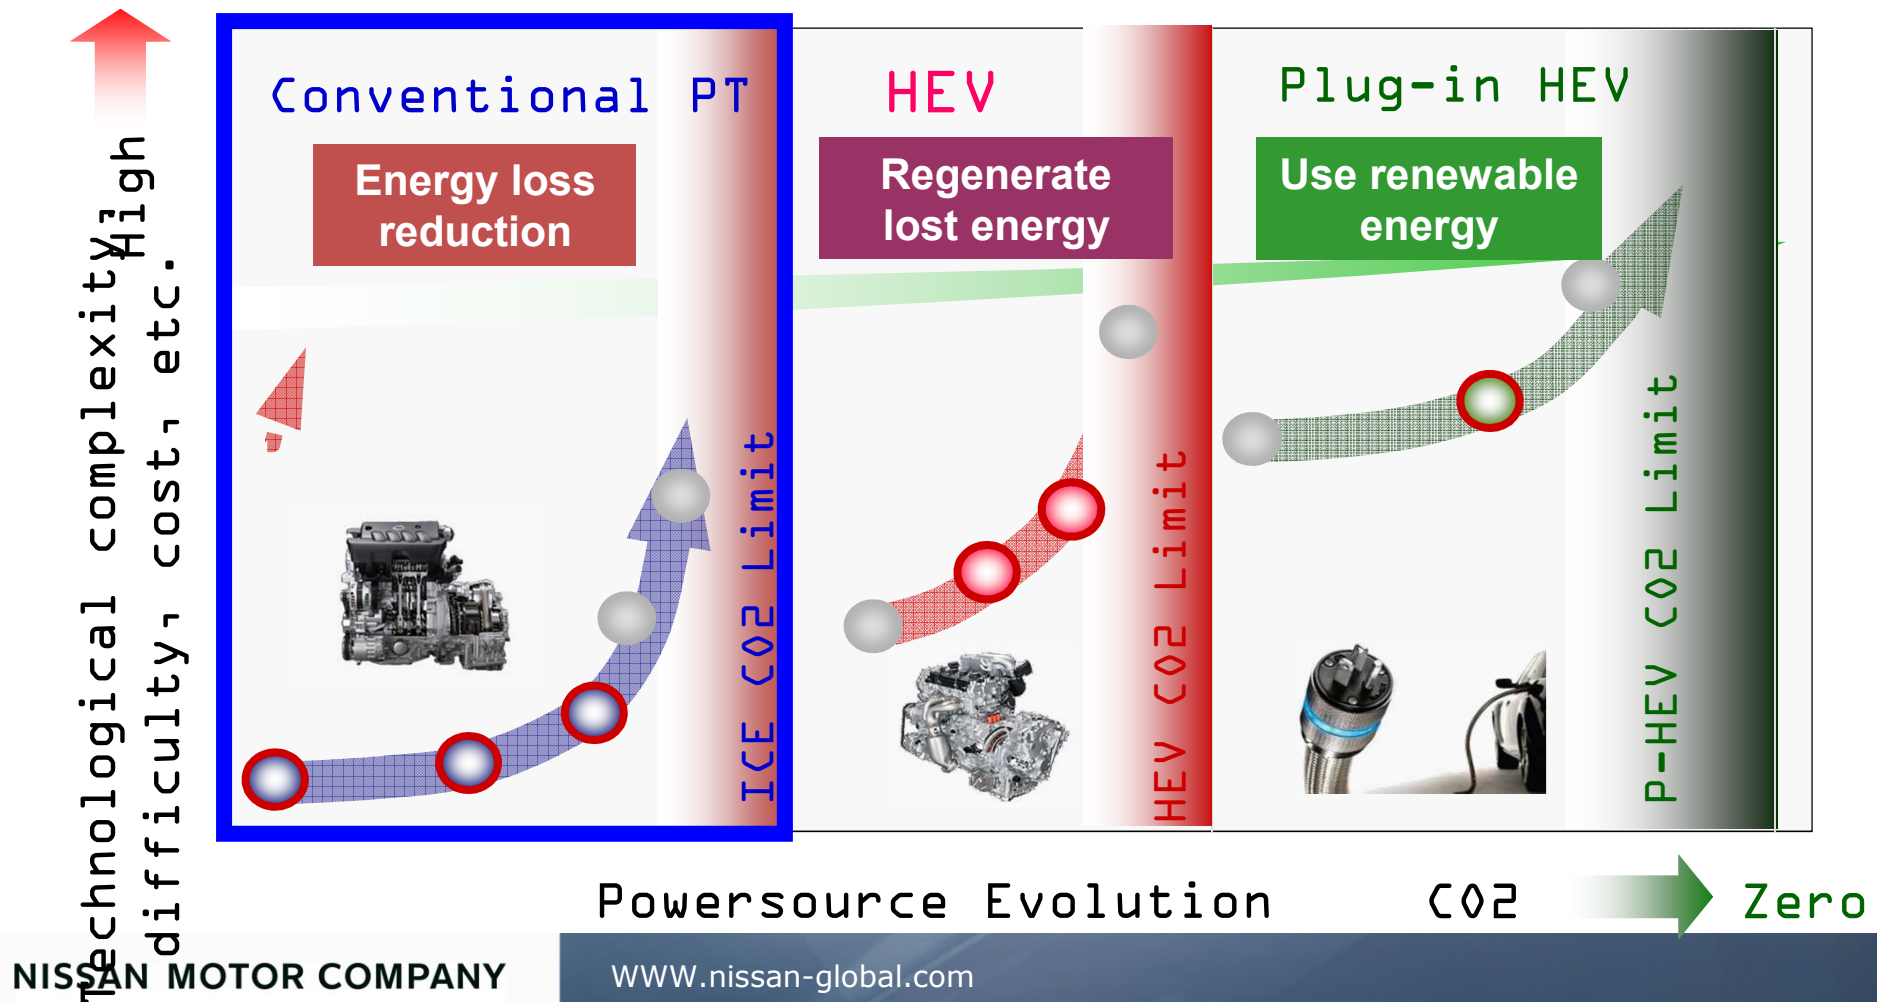 Technological complexity,
difficulty, cost, etc.
High
Conventional PT
Energy loss
reduction
ICE CO2 Limit
HEV
Regenerate
lost energy
HEV CO2 Limit
Plug-in HEV
Use renewable
energy
P-HEV CO2 Limit
Powersource Evolution
CO2
Zero
NISSAN MOTOR COMPANY
WWW.nissan-global.com